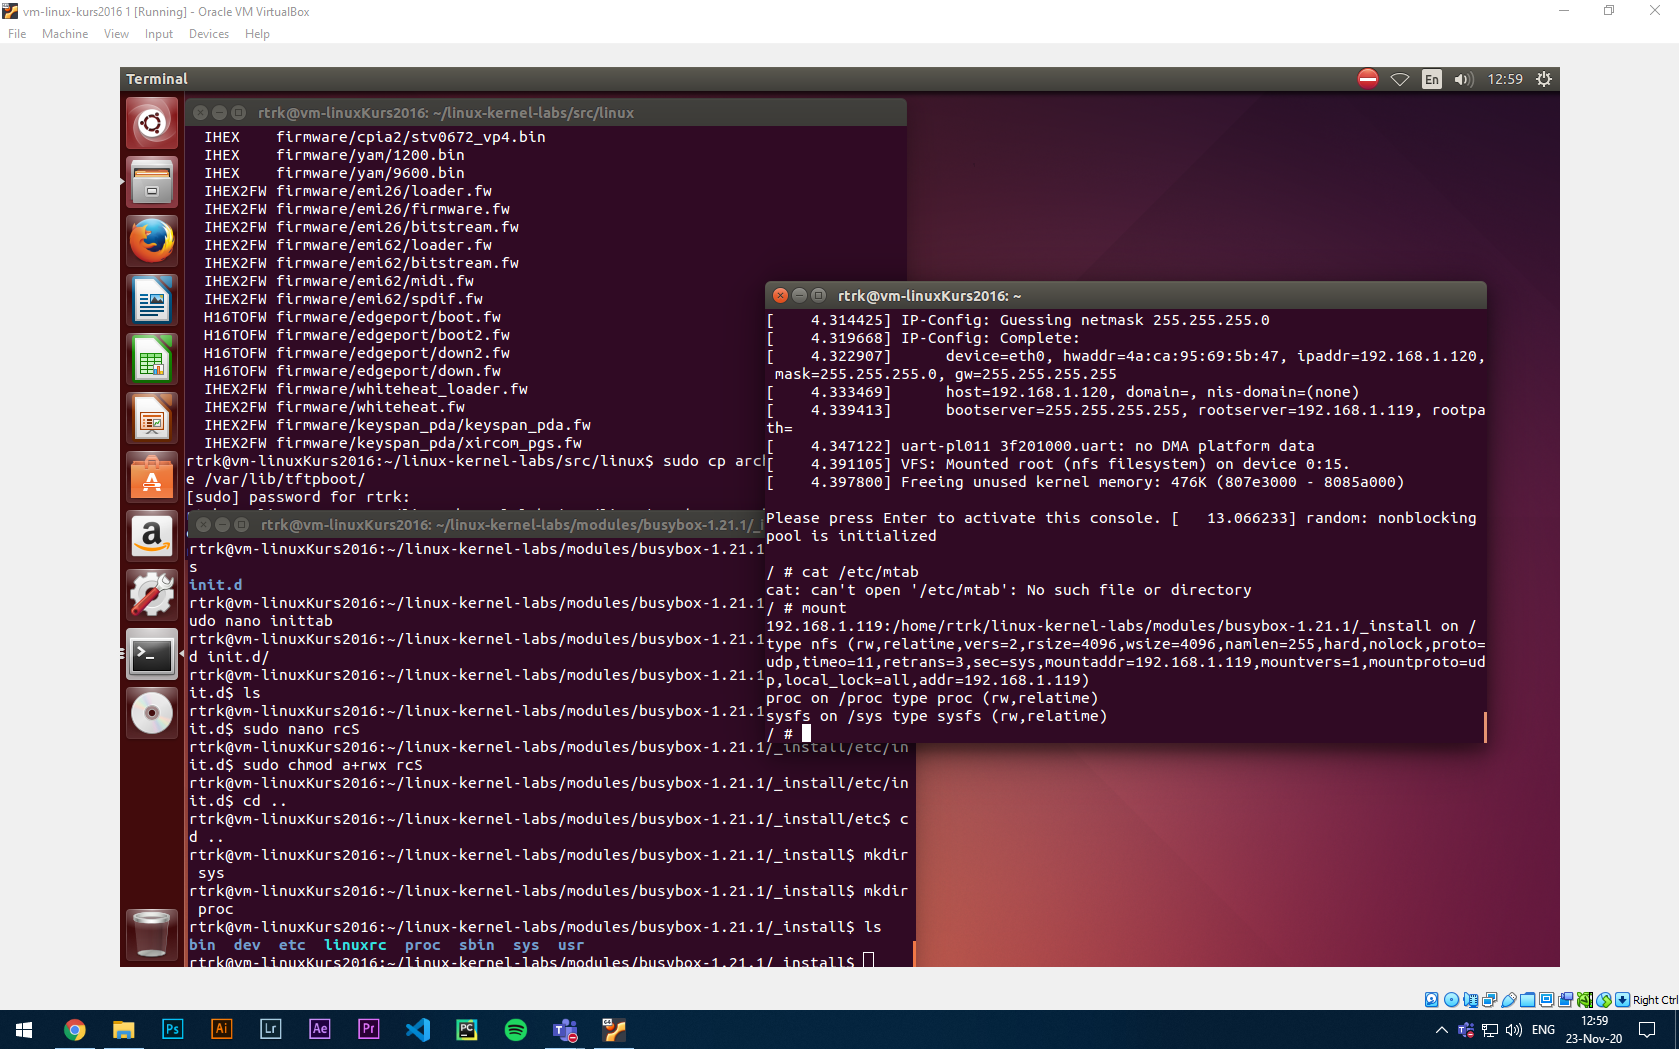 vm-linux-kurs2016 1 [Running] - Oracle VM VirtualBox
File Machine View Input Devices Help
Terminal
En
12:59
rtrk@vm-linuxKurs2016: ~/linux-kernel-labs/src/linux
IHEX    firmware/cpia2/stv0672_vp4.bin
IHEX    firmware/yam/1200.bin
IHEX    firmware/yam/9600.bin
IHEX2FW firmware/emi26/loader.fw
IHEX2FW firmware/emi26/firmware.fw
IHEX2FW firmware/emi26/bitstream.fw
IHEX2FW firmware/emi62/loader.fw
IHEX2FW firmware/emi62/bitstream.fw
IHEX2FW firmware/emi62/midi.fw
IHEX2FW firmware/emi62/spdif.fw
H16TOFW firmware/edgeport/boot.fw
H16TOFW firmware/edgeport/boot2.fw
H16TOFW firmware/edgeport/down2.fw
H16TOFW firmware/edgeport/down.fw
IHEX2FW firmware/whiteheat_loader.fw
IHEX2FW firmware/whiteheat.fw
IHEX2FW firmware/keyspan_pda/keyspan_pda.fw
IHEX2FW firmware/keyspan_pda/xircom_pgs.fw
rtrk@vm-linuxKurs2016:~/linux-kernel-labs/src/linux$ sudo cp arc
e /var/lib/tftpboot/
[sudo] password for rtrk:
rtrk@vm-linuxKurs2016: ~/linux-kernel-labs/modules/busybox-1.21.1/_i
rtrk@vm-linuxKurs2016:~/linux-kernel-labs/modules/busybox-1.21.1
s
init.d
rtrk@vm-linuxKurs2016:~/linux-kernel-labs/modules/busybox-1.21.1
udo nano inittab
rtrk@vm-linuxKurs2016:~/linux-kernel-labs/modules/busybox-1.21.1
d init.d/
rtrk@vm-linuxKurs2016:~/linux-kernel-labs/modules/busybox-1.21.1
it.d$ ls
rtrk@vm-linuxKurs2016:~/linux-kernel-labs/modules/busybox-1.21.1
it.d$ sudo nano rcS
rtrk@vm-linuxKurs2016:~/linux-kernel-labs/modules/busybox-1.21.1/_install/etc/in
it.d$ sudo chmod a+rwx rcS
rtrk@vm-linuxKurs2016:~/linux-kernel-labs/modules/busybox-1.21.1/_install/etc/in
it.d$ cd ..
rtrk@vm-linuxKurs2016:~/linux-kernel-labs/modules/busybox-1.21.1/_install/etc$ c
d ..
rtrk@vm-linuxKurs2016:~/linux-kernel-labs/modules/busybox-1.21.1/_install$ mkdir
sys
rtrk@vm-linuxKurs2016:~/linux-kernel-labs/modules/busybox-1.21.1/_install$ mkdir
proc
rtrk@vm-linuxKurs2016:~/linux-kernel-labs/modules/busybox-1.21.1/_install$ ls
bin  dev  etc  linuxrc  proc  sbin  sys  usr
rtrk@vm-linuxKurs2016:~/linux-kernel-labs/modules/busybox-1.21.1/_install$
rtrk@vm-linuxKurs2016: ~
[    4.314425] IP-Config: Guessing netmask 255.255.255.0
[    4.319668] IP-Config: Complete:
[    4.322907]      device=eth0, hwaddr=4a:ca:95:69:5b:47, ipaddr=192.168.1.120,
mask=255.255.255.0, gw=255.255.255.255
[    4.333469]      host=192.168.1.120, domain=, nis-domain=(none)
[    4.339413]      bootserver=255.255.255.255, rootserver=192.168.1.119, rootpa
th=
[    4.347122] uart-pl011 3f201000.uart: no DMA platform data
[    4.391105] VFS: Mounted root (nfs filesystem) on device 0:15.
[    4.397800] Freeing unused kernel memory: 476K (807e3000 - 8085a000)
Please press Enter to activate this console. [   13.066233] random: nonblocking
pool is initialized
/ # cat /etc/mtab
cat: can't open '/etc/mtab': No such file or directory
/ # mount
192.168.1.119:/home/rtrk/linux-kernel-labs/modules/busybox-1.21.1/_install on /
type nfs (rw,relatime,vers=2,rsize=4096,wsize=4096,namlen=255,hard,nolock,proto=
udp,timeo=11,retrans=3,sec=sys,mountaddr=192.168.1.119,mountvers=1,mountproto=ud
p,local_lock=all,addr=192.168.1.119)
proc on /proc type proc (rw,relatime)
sysfs on /sys type sysfs (rw,relatime)
/ #
Right Ctrl
Ps Ai Lr Ae Pr PC
ENG
12:59
23-Nov-20